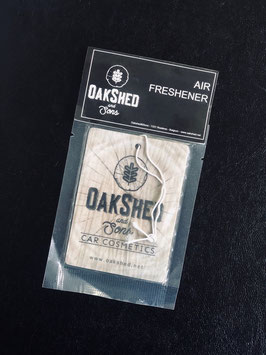 OAKSHED
and
Sons
AIR
FRESHENER
OAKSHED
and
Sons
CAR COSMETICS
www.oakshed.net